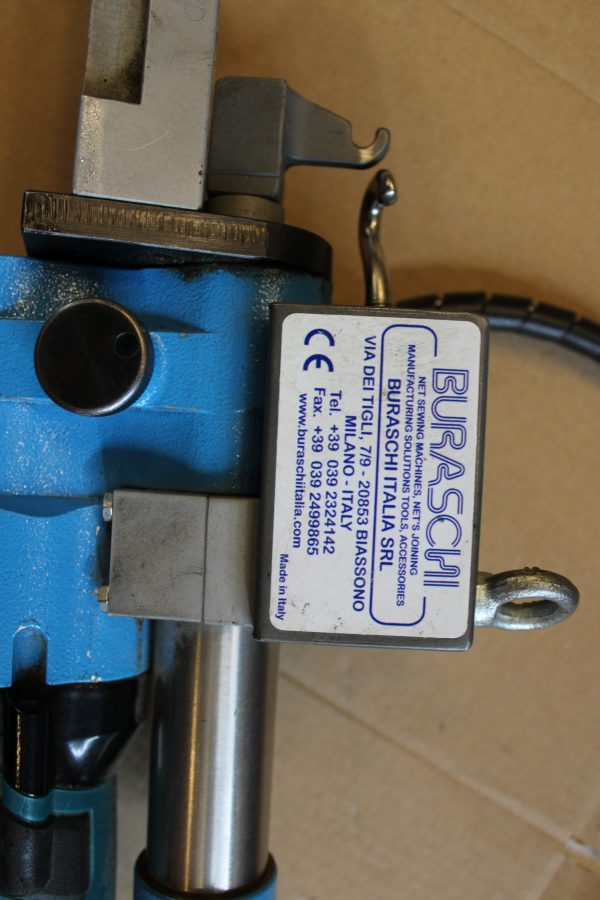 BURASCHI
NET SEWING MACHINES, NET'S JOINING
MANUFACTURING SOLUTIONS TOOLS, ACCESSORIES
BURASCHI ITALIA SRL
VIA DEI TIGLI, 7/9 - 20853 BIASSONO
MILANO - ITALY
Tel. +39 039 2324142
Fax. +39 039 2499865
www.buraschiitalia.com
CE
Made in Italy